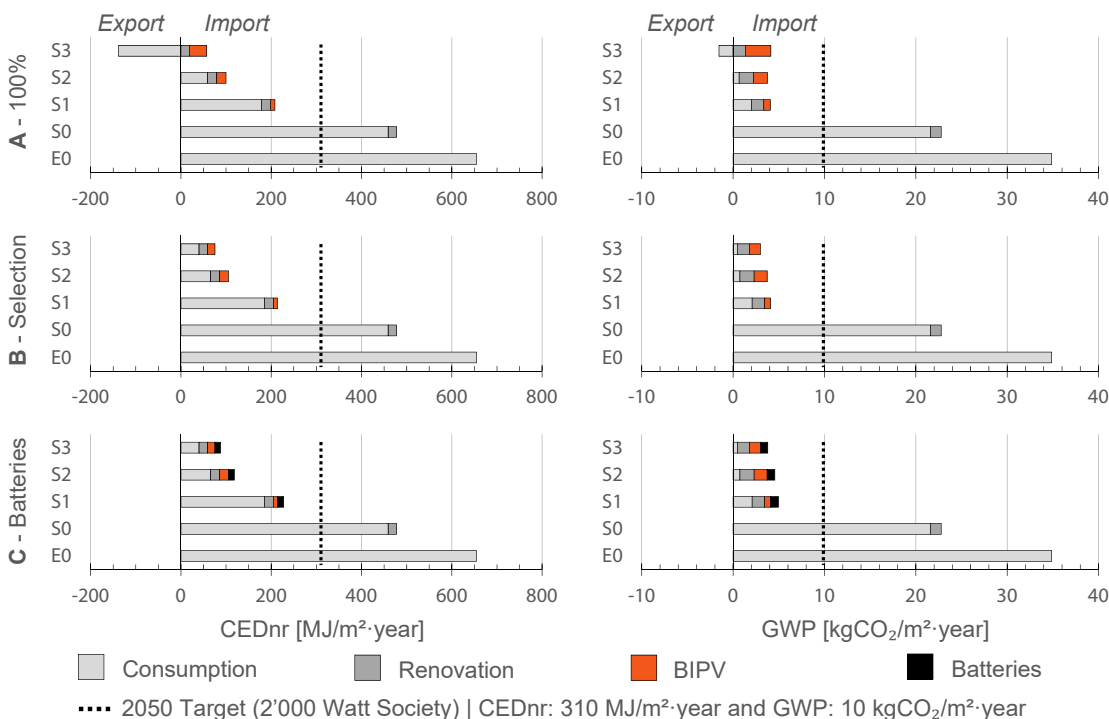 Export Import
Export Import
A - 100%
S3
S2
S1
S0
E0
-200 0 200 400 600 800
-10 0 10 20 30 40
B - Selection
S3
S2
S1
S0
E0
-200 0 200 400 600 800
-10 0 10 20 30 40
C - Batteries
S3
S2
S1
S0
E0
-200 0 200 400 600 800
-10 0 10 20 30 40
CEDnr [MJ/m²·year]
GWP [kgCO₂/m²·year]
Consumption Renovation BIPV Batteries
2050 Target (2’000 Watt Society) | CEDnr: 310 MJ/m²·year and GWP: 10 kgCO₂/m²·year